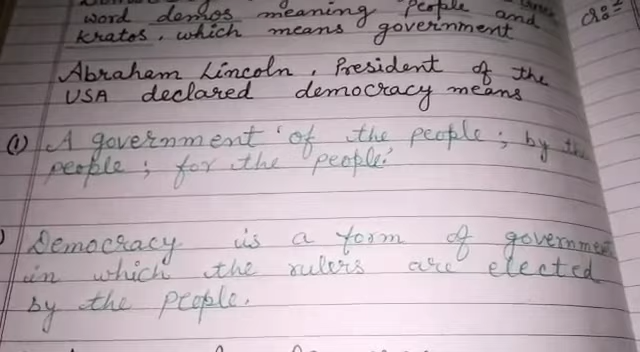 word demos meaning people and
kratos, which means government
Abraham Lincoln, President of the
USA declared democracy means
(1) A government 'of the people; by the
people; for the people.'
Democracy is a form of government
in which the rulers are elected
by the people.